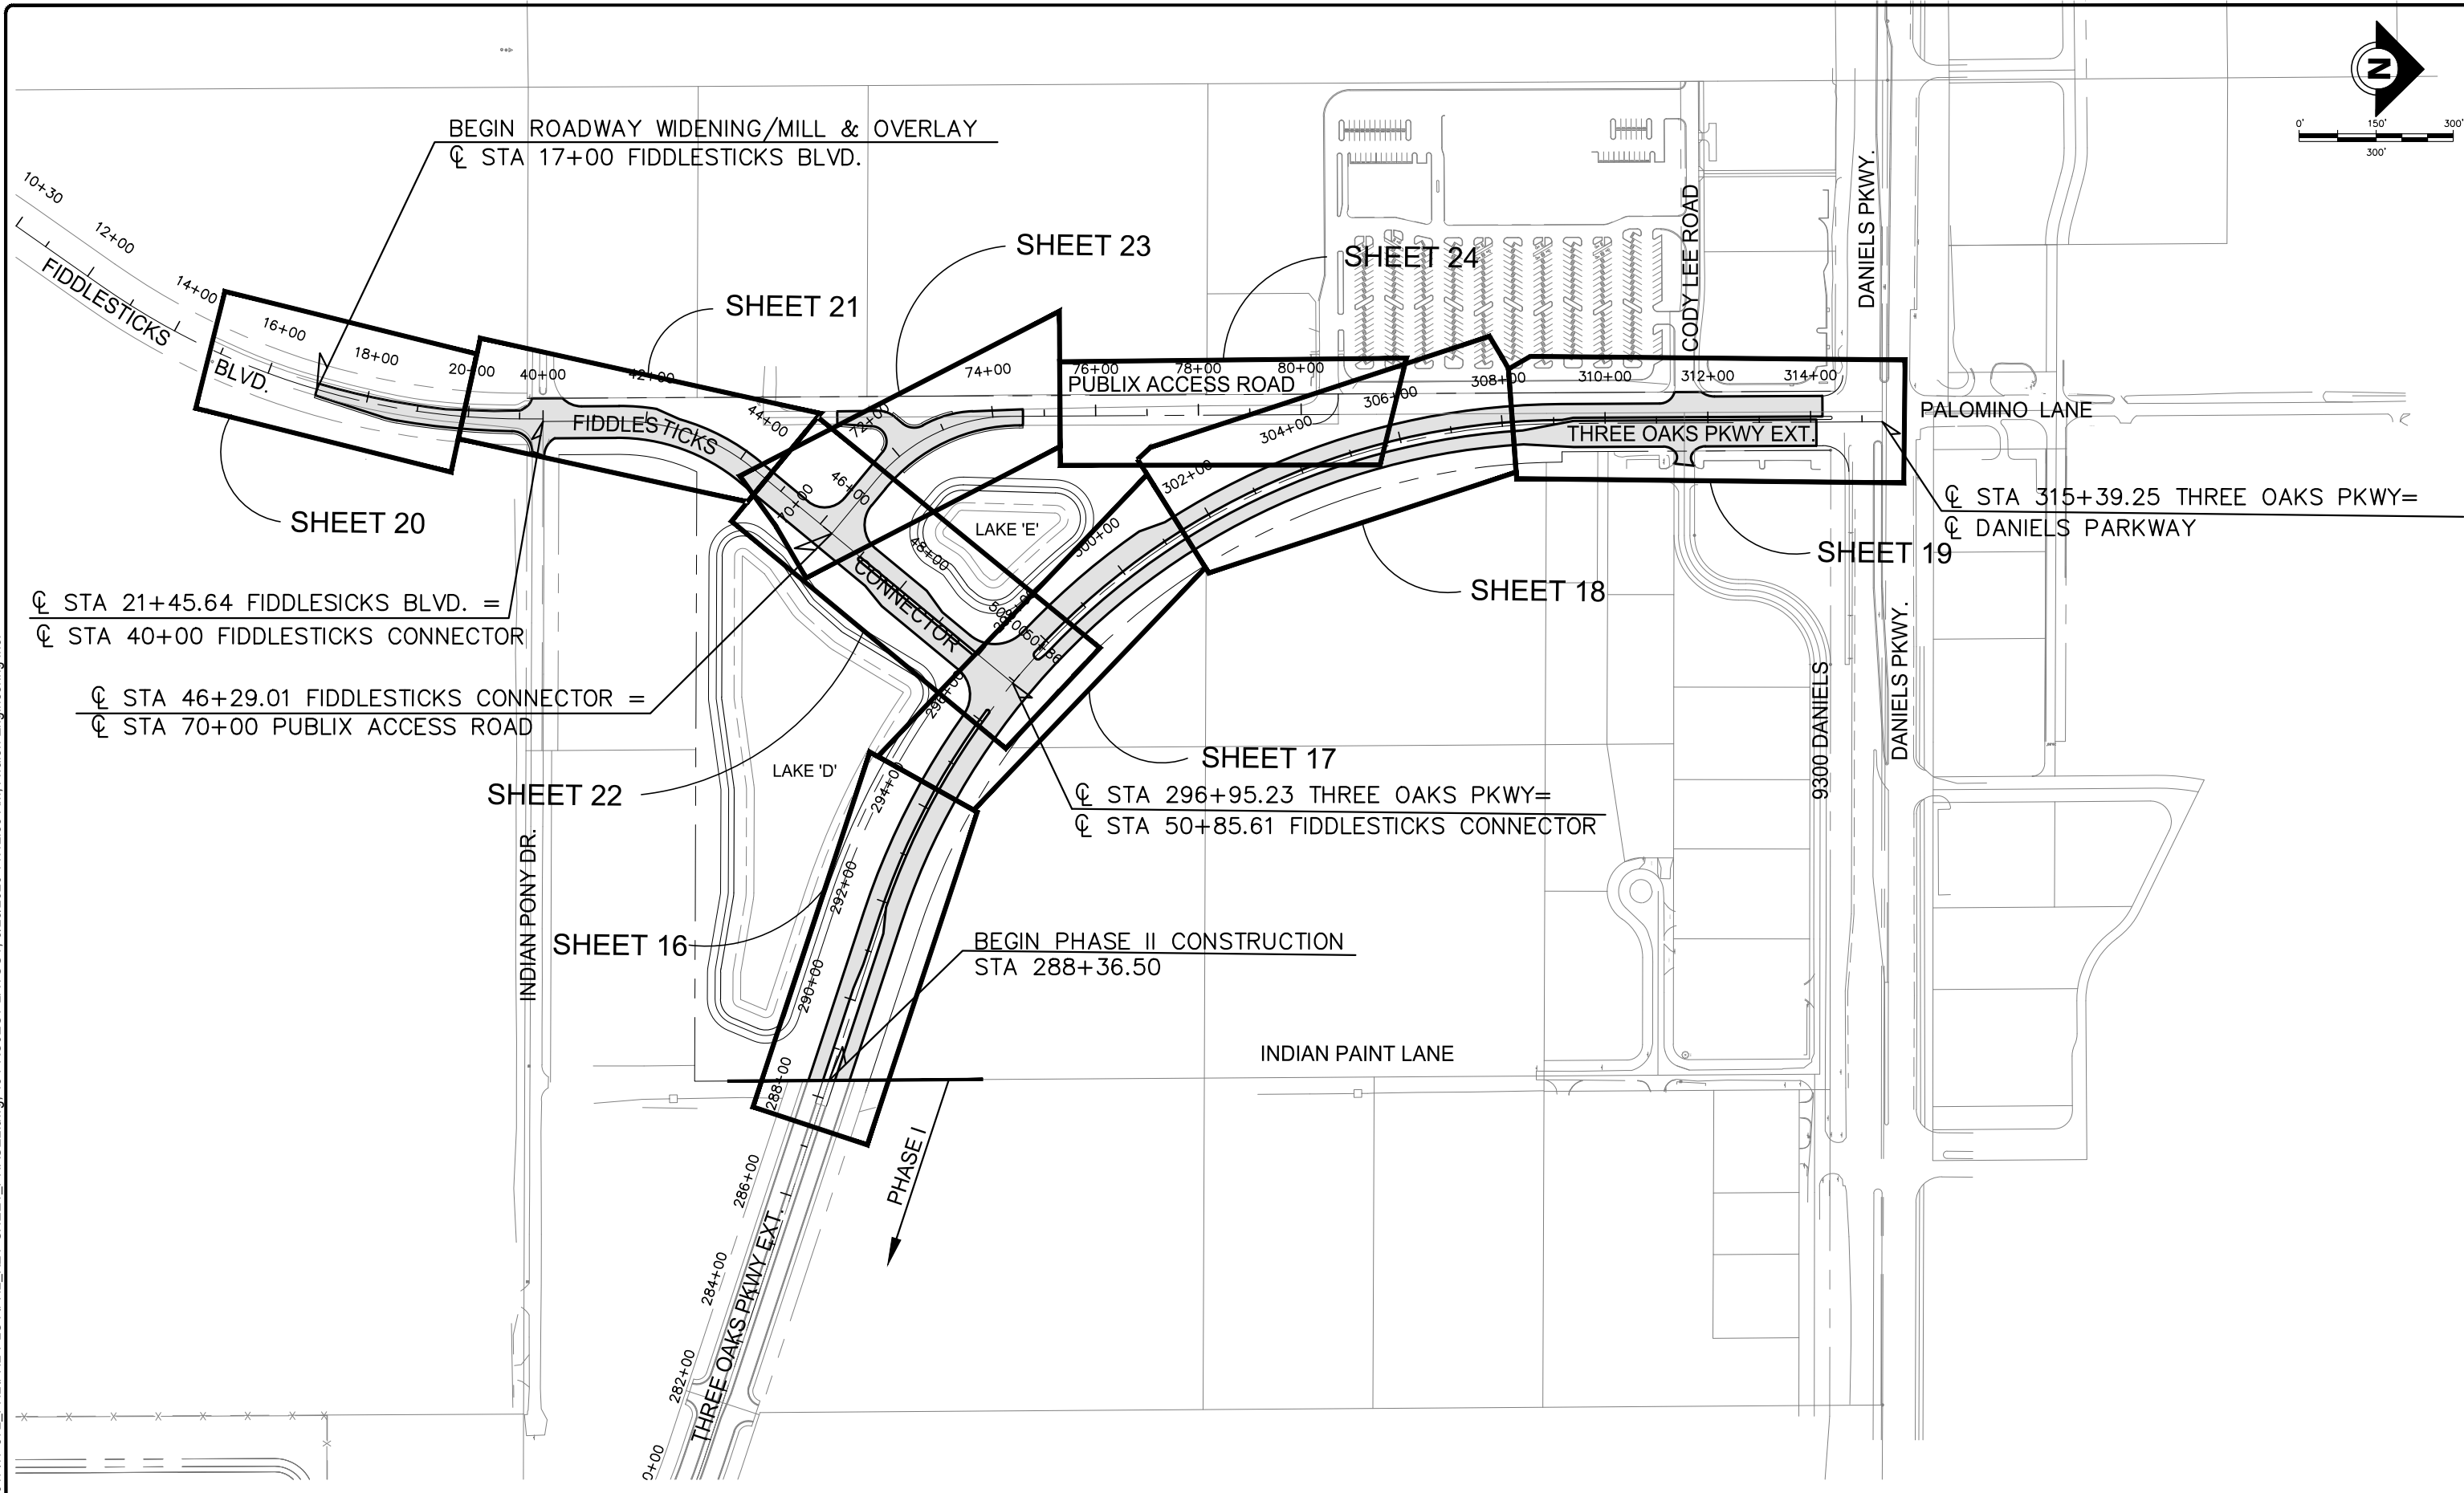 N
0' 150' 300'
300'
BEGIN ROADWAY WIDENING/MILL & OVERLAY
℄ STA 17+00 FIDDLESTICKS BLVD.
10+30
12+00
14+00
16+00
18+00
20+00
40+00
42+00
44+00
46+00
48+00
FIDDLESTICKS
BLVD.
SHEET 23
SHEET 24
SHEET 21
SHEET 20
FIDDLESTICKS
CONNECTOR
70+00
72+00
74+00
76+00
78+00
80+00
PUBLIX ACCESS ROAD
LAKE 'E'
CODY LEE ROAD
DANIELS PKWY.
300+00
302+00
304+00
306+00
308+00
310+00
312+00
314+00
THREE OAKS PKWY EXT.
PALOMINO LANE
℄ STA 315+39.25 THREE OAKS PKWY=
℄ DANIELS PARKWAY
SHEET 19
SHEET 18
℄ STA 21+45.64 FIDDLESICKS BLVD. =
℄ STA 40+00 FIDDLESTICKS CONNECTOR
℄ STA 46+29.01 FIDDLESTICKS CONNECTOR =
℄ STA 70+00 PUBLIX ACCESS ROAD
SHEET 22
LAKE 'D'
SHEET 17
℄ STA 296+95.23 THREE OAKS PKWY=
℄ STA 50+85.61 FIDDLESTICKS CONNECTOR
9300 DANIELS
DANIELS PKWY.
INDIAN PONY DR.
SHEET 16
BEGIN PHASE II CONSTRUCTION
STA 288+36.50
INDIAN PAINT LANE
296+00
294+00
292+00
290+00
288+00
286+00
284+00
282+00
0+00
PHASE I
THREE OAKS PKWY EXT.